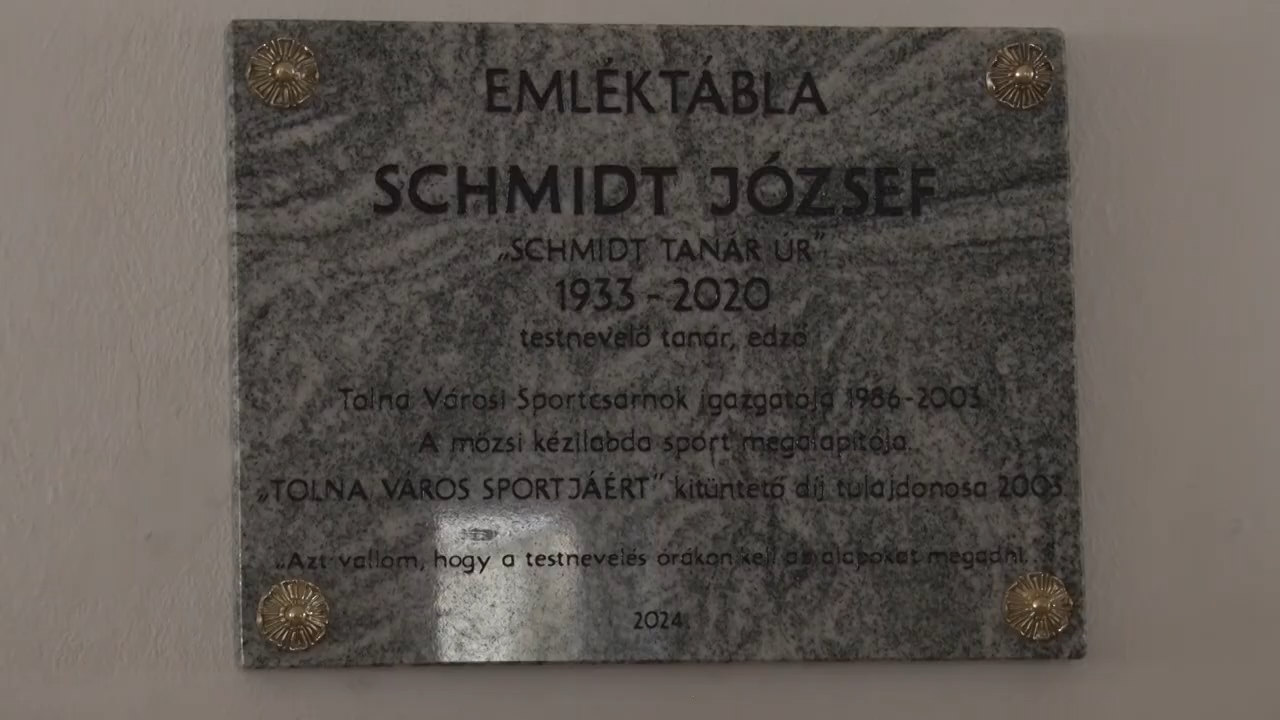 EMLÉKTÁBLA
SCHMIDT JÓZSEF
„SCHMIDT TANÁR ÚR”
1933-2020
testnevelő tanár, edző
Tolna Városi Sportcsarnok igazgatója 1986-2003
A mözsi kézilabda sport megalapítója.
„TOLNA VÁROS SPORTJÁÉRT” kitüntető díj tulajdonosa 2003
„Azt vallom, hogy a testnevelés órákon kell az alapokat megadni...”
2024.